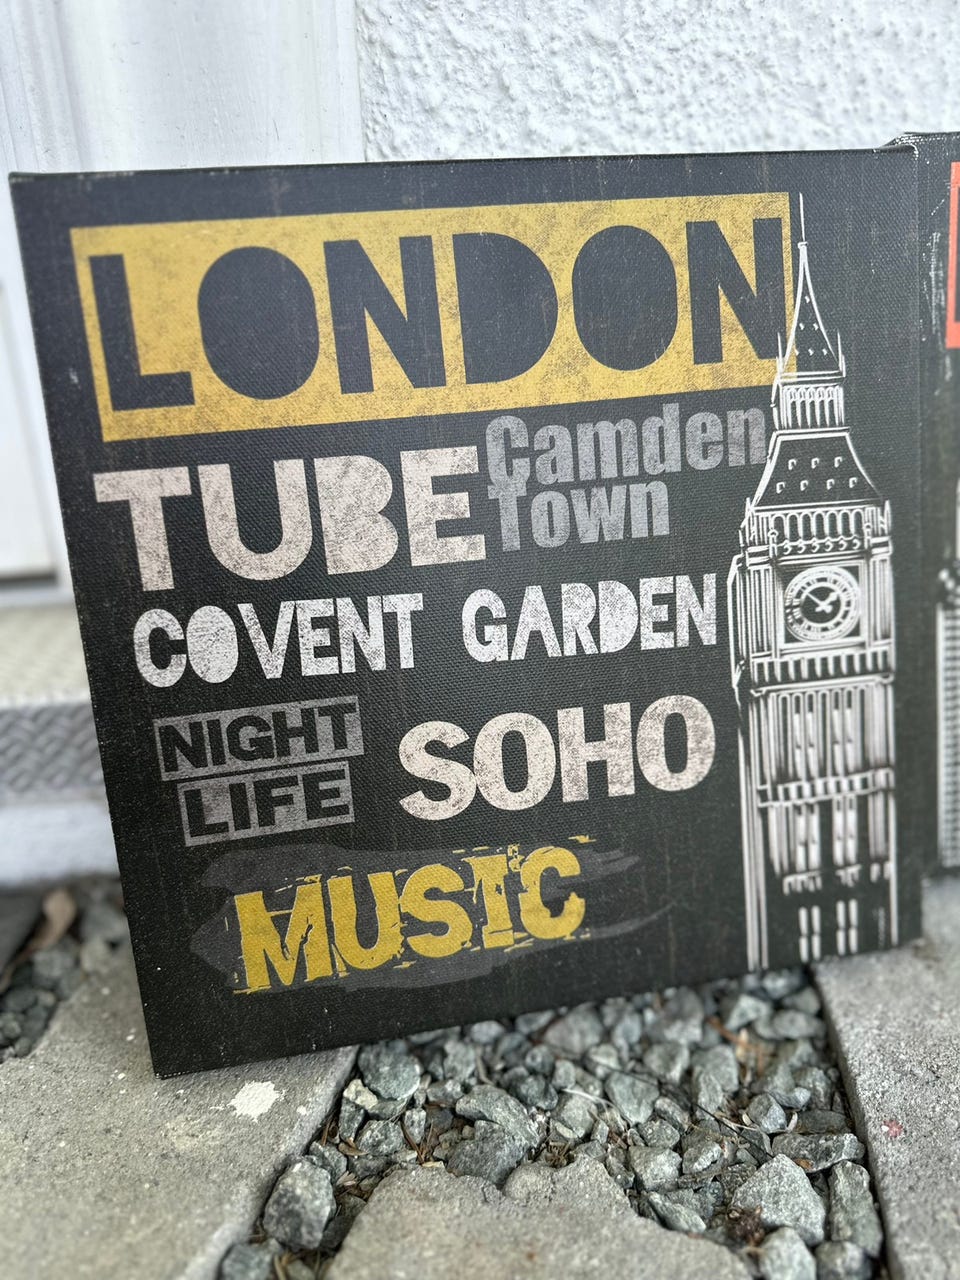 LONDON
TUBE
Camden
Town
COVENT GARDEN
NIGHT
LIFE
SOHO
MUSIC